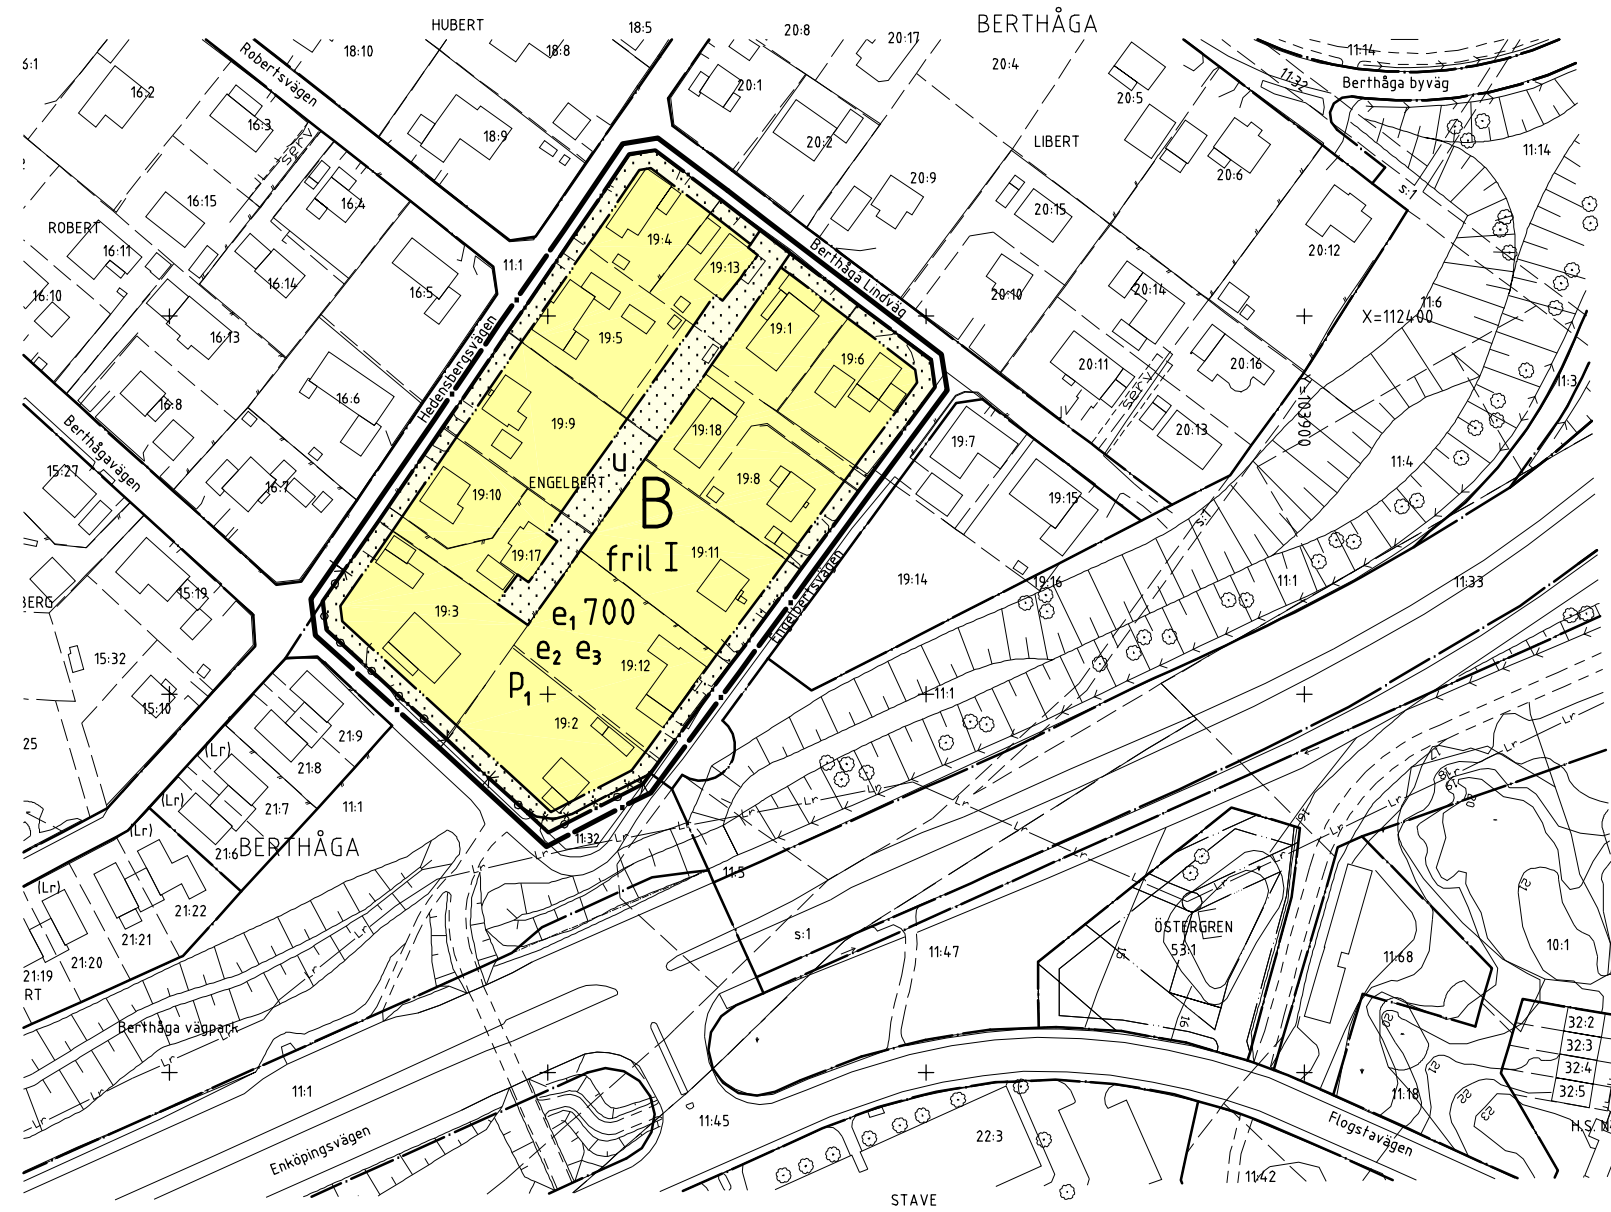 HUBERT
18:5
BERTHÅGA
18:10
18:8
20:8
20:17
11:14
Robertsvägen
20:4
11:32
Berthåga byväg
20:1
16:2
20:5
16:3
18:9
20:2
LIBERT
11:14
serv
20:9
20:6
s:1
16:15
16:4
20:15
ROBERT
19:4
16:11
Berthåga Lindväg
20:12
11:1
19:13
16:14
16:10
16:5
20:10
20:14
11:6
X=112400
16:13
19:5
19:1
Hedensbergsvägen
19:6
20:11
20:16
11:3
serv
Y=103900
16:8
16:6
19:9
19:18
20:13
19:7
Berthågavägen
u
11:4
15:27
16:7
19:10
ENGELBERT
19:8
19:15
B
s:1
19:17
fril I
19:11
Engelbertsvägen
19:14
19:16
11:1
11:33
15:19
19:3
e₁ 700
15:32
e₂ e₃
19:12
p₁
11:1
15:10
19:2
25
(Lr)
21:9
21:8
(Lr)
21:7
11:1
(Lr)
21:6
BERTHÅGA
11:32
Lr
11:5
(Lr)
21:22
21:21
s:1
11:47
ÖSTERGREN
53:1
10:1
21:20
21:19
11:68
Berthåga vägpark
32:2
32:3
32:4
32:5
11:1
11:18
11:45
22:3
Flogstavägen
Enköpingsvägen
11:42
STAVE